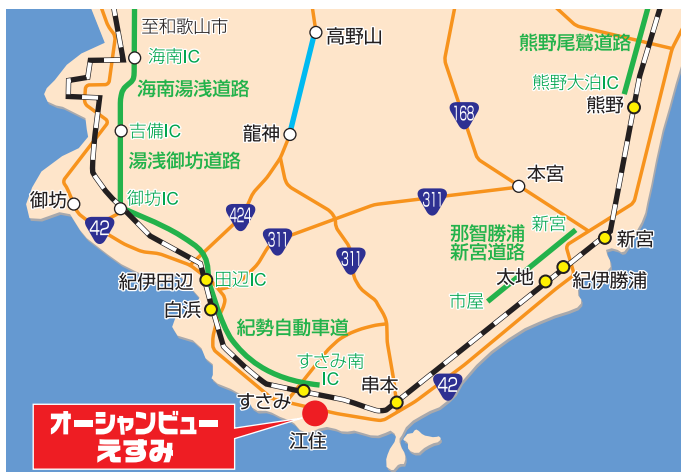 至和歌山市
高野山
熊野尾鷲道路
海南IC
熊野大泊IC
海南湯浅道路
熊野
168
吉備IC
龍神
湯浅御坊道路
本宮
御坊
御坊IC
311
424
42
311
311
那智勝浦
新宮道路
新宮
新宮
太地
紀伊勝浦
紀伊田辺
田辺IC
市屋
白浜
紀勢自動車道
すさみ南
IC
串本
42
すさみ
オーシャンビュー
えすみ
江住